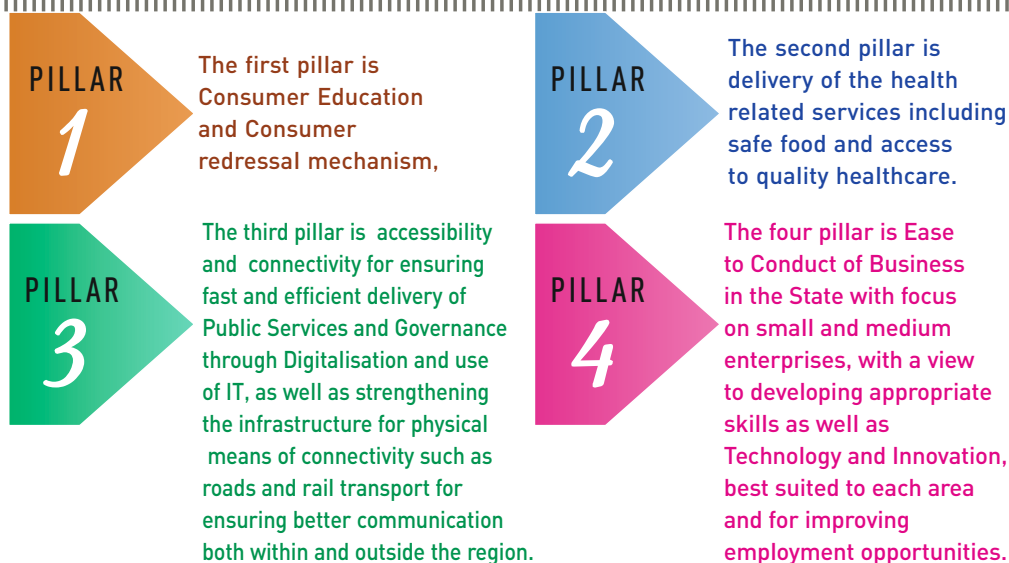 PILLAR
1
The first pillar is
Consumer Education
and Consumer
redressal mechanism,
PILLAR
2
The second pillar is
delivery of the health
related services including
safe food and access
to quality healthcare.
PILLAR
3
The third pillar is accessibility
and connectivity for ensuring
fast and efficient delivery of
Public Services and Governance
through Digitalisation and use
of IT, as well as strengthening
the infrastructure for physical
means of connectivity such as
roads and rail transport for
ensuring better communication
both within and outside the region.
PILLAR
4
The four pillar is Ease
to Conduct of Business
in the State with focus
on small and medium
enterprises, with a view
to developing appropriate
skills as well as
Technology and Innovation,
best suited to each area
and for improving
employment opportunities.